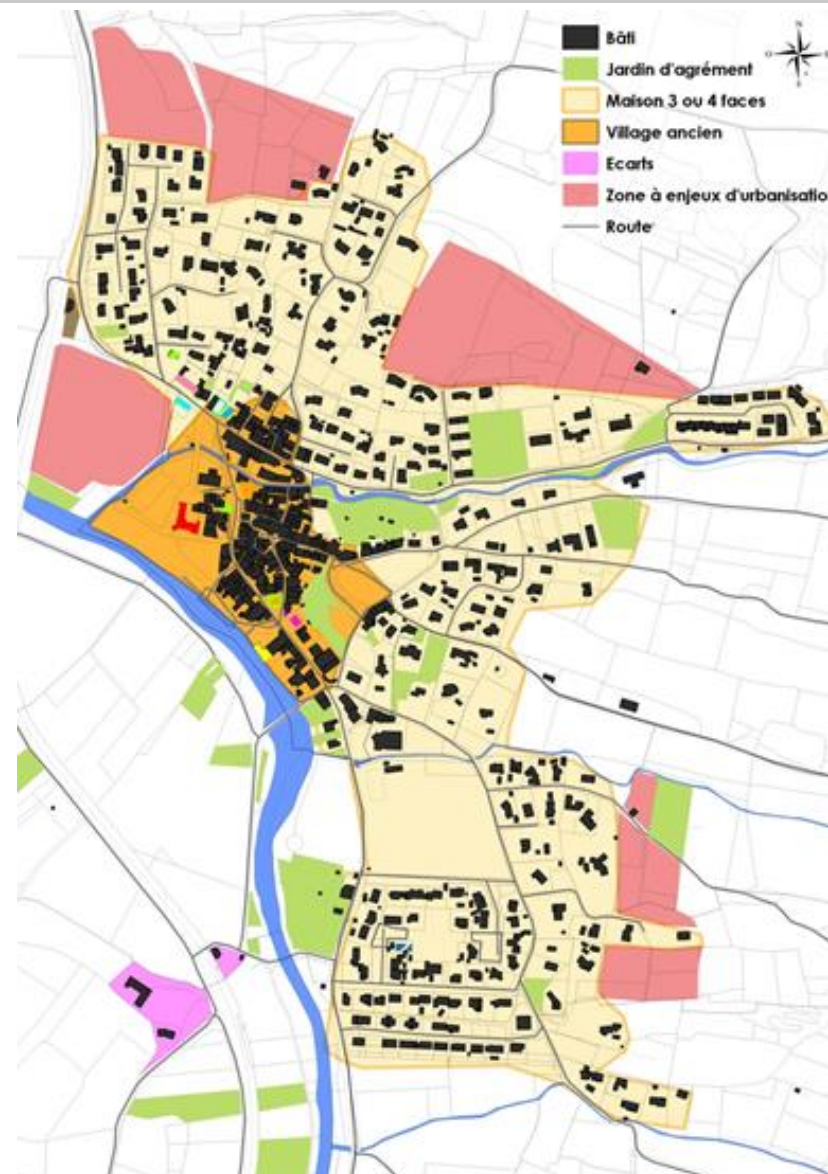 Bâti
Jardin d'agrément
Maison 3 ou 4 faces
Village ancien
Ecarts
Zone à enjeux d'urbanisatio
Route